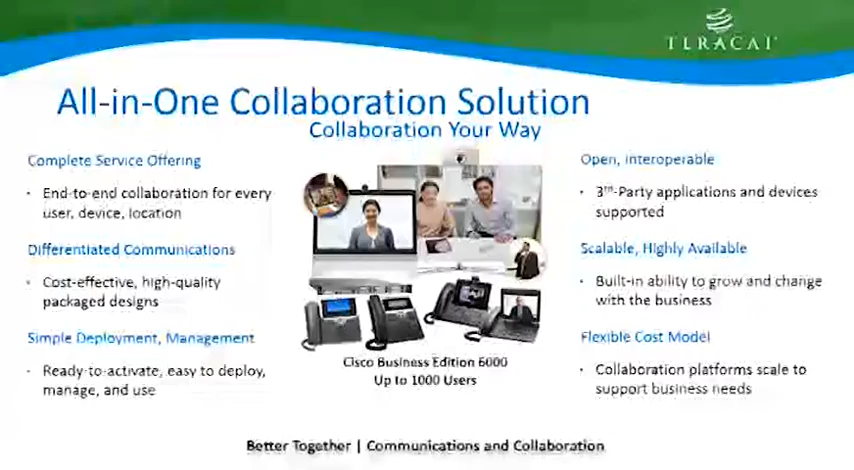 TERACAI
All-in-One Collaboration Solution
Collaboration Your Way
Complete Service Offering
• End-to-end collaboration for every
user, device, location
Differentiated Communications
• Cost-effective, high-quality
packaged designs
Simple Deployment, Management
• Ready-to-activate, easy to deploy,
manage, and use
Cisco Business Edition 6000
Up to 1000 Users
Open, Interoperable
• 3rd-Party applications and devices
supported
Scalable, Highly Available
• Built-in ability to grow and change
with the business
Flexible Cost Model
• Collaboration platforms scale to
support business needs
Better Together | Communications and Collaboration